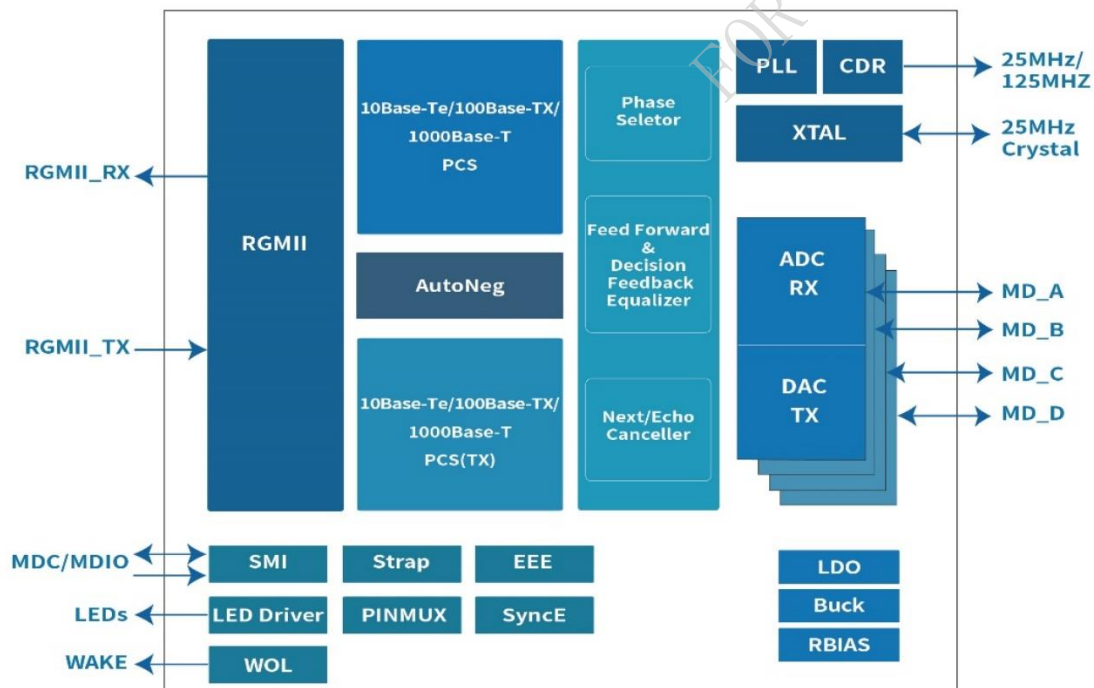 FOR
PLL
CDR
25MHz/
125MHZ
XTAL
25MHz
Crystal
10Base-Te/100Base-TX/
1000Base-T
PCS
Phase
Seletor
RGMII_RX
RGMII
AutoNeg
Feed Forward
&
Decision
Feedback
Equalizer
ADC
RX
MD_A
MD_B
RGMII_TX
10Base-Te/100Base-TX/
1000Base-T
PCS(TX)
Next/Echo
Canceller
DAC
TX
MD_C
MD_D
MDC/MDIO
SMI
Strap
EEE
LDO
LEDs
LED Driver
PINMUX
SyncE
Buck
WAKE
WOL
RBIAS